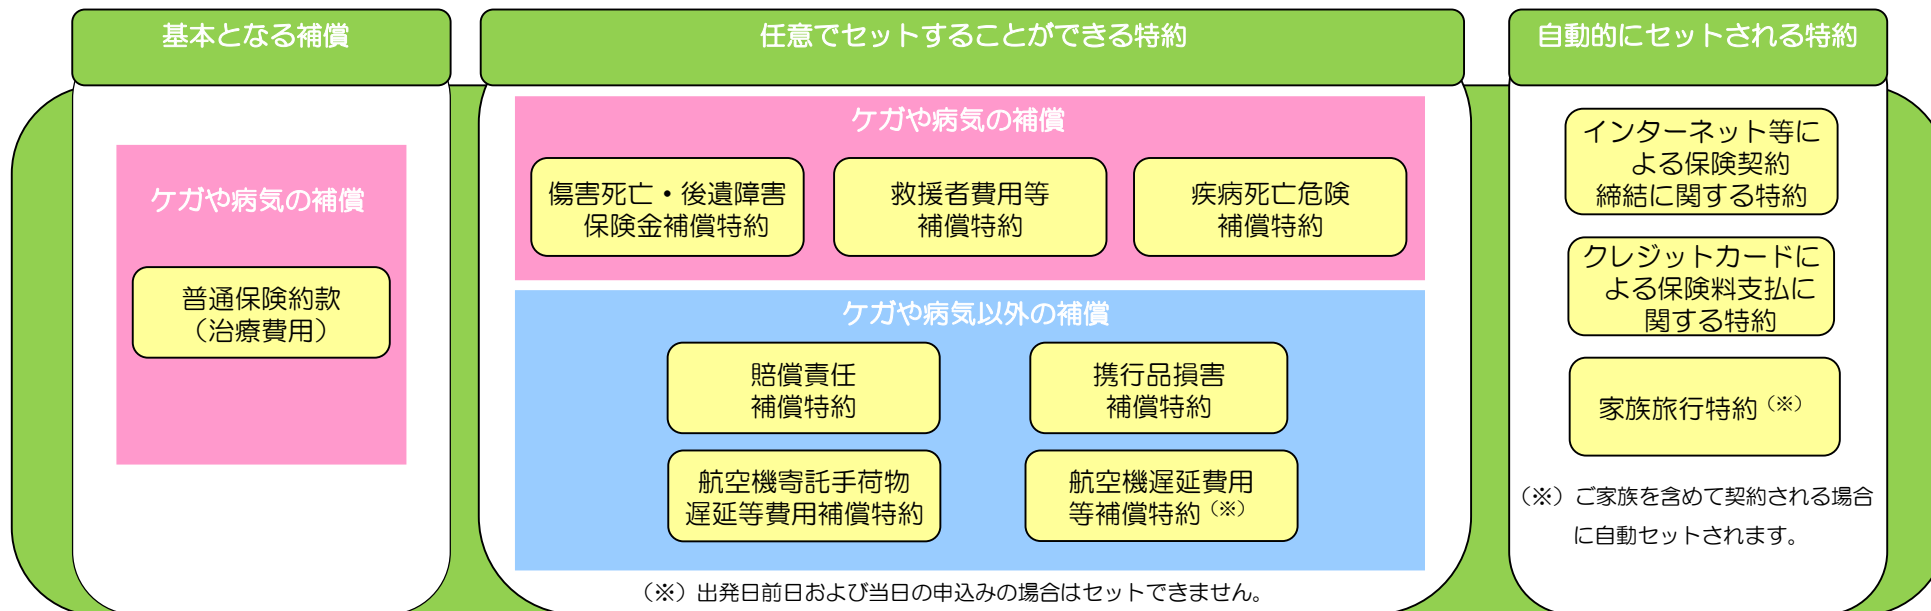 基本となる補償
ケガや病気の補償
普通保険約款
（治療費用）
任意でセットすることができる特約
ケガや病気の補償
傷害死亡・後遺障害
保険金補償特約
救援者費用等
補償特約
疾病死亡危険
補償特約
ケガや病気以外の補償
賠償責任
補償特約
携行品損害
補償特約
航空機寄託手荷物
遅延等費用補償特約
航空機遅延費用
等補償特約（※）
（※）出発日前日および当日の申込みの場合はセットできません。
自動的にセットされる特約
インターネット等に
よる保険契約
締結に関する特約
クレジットカードに
よる保険料支払に
関する特約
家族旅行特約（※）
（※）ご家族を含めて契約される場合
に自動セットされます。